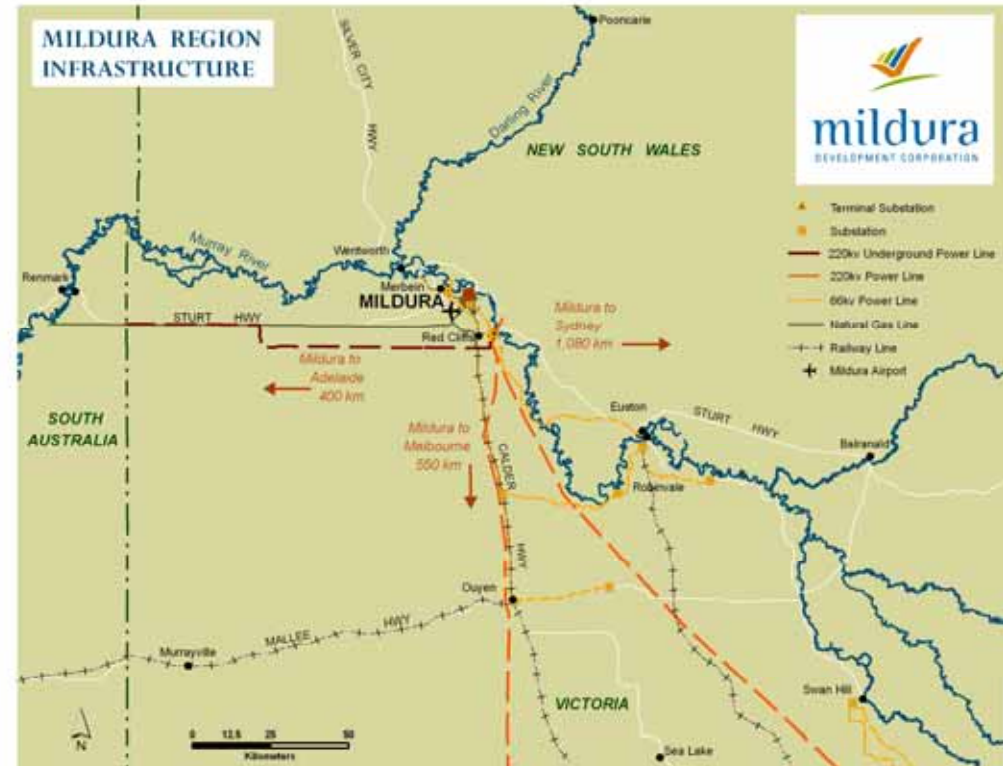 MILDURA REGION
INFRASTRUCTURE
mildura
DEVELOPMENT CORPORATION
Terminal Substation
Substation
220kv Underground Power Line
220kv Power Line
66kv Power Line
Natural Gas Line
Railway Line
Mildura Airport
Pooncarie
SILVER CITY
HWY
Darling River
NEW SOUTH WALES
Murray River
Wentworth
Renmark
Merbein
MILDURA
STURT HWY
Red Cliffs
Mildura to
Sydney
1,080 km
Mildura to
Adelaide
400 km
SOUTH
AUSTRALIA
Mildura to
Melbourne
550 km
Euston
STURT HWY
Balranald
CALDER
HWY
Robinvale
Ouyen
MALLEE HWY
Murrayville
VICTORIA
Swan Hill
Sea Lake
N
0 12.5 25 50
Kilometers